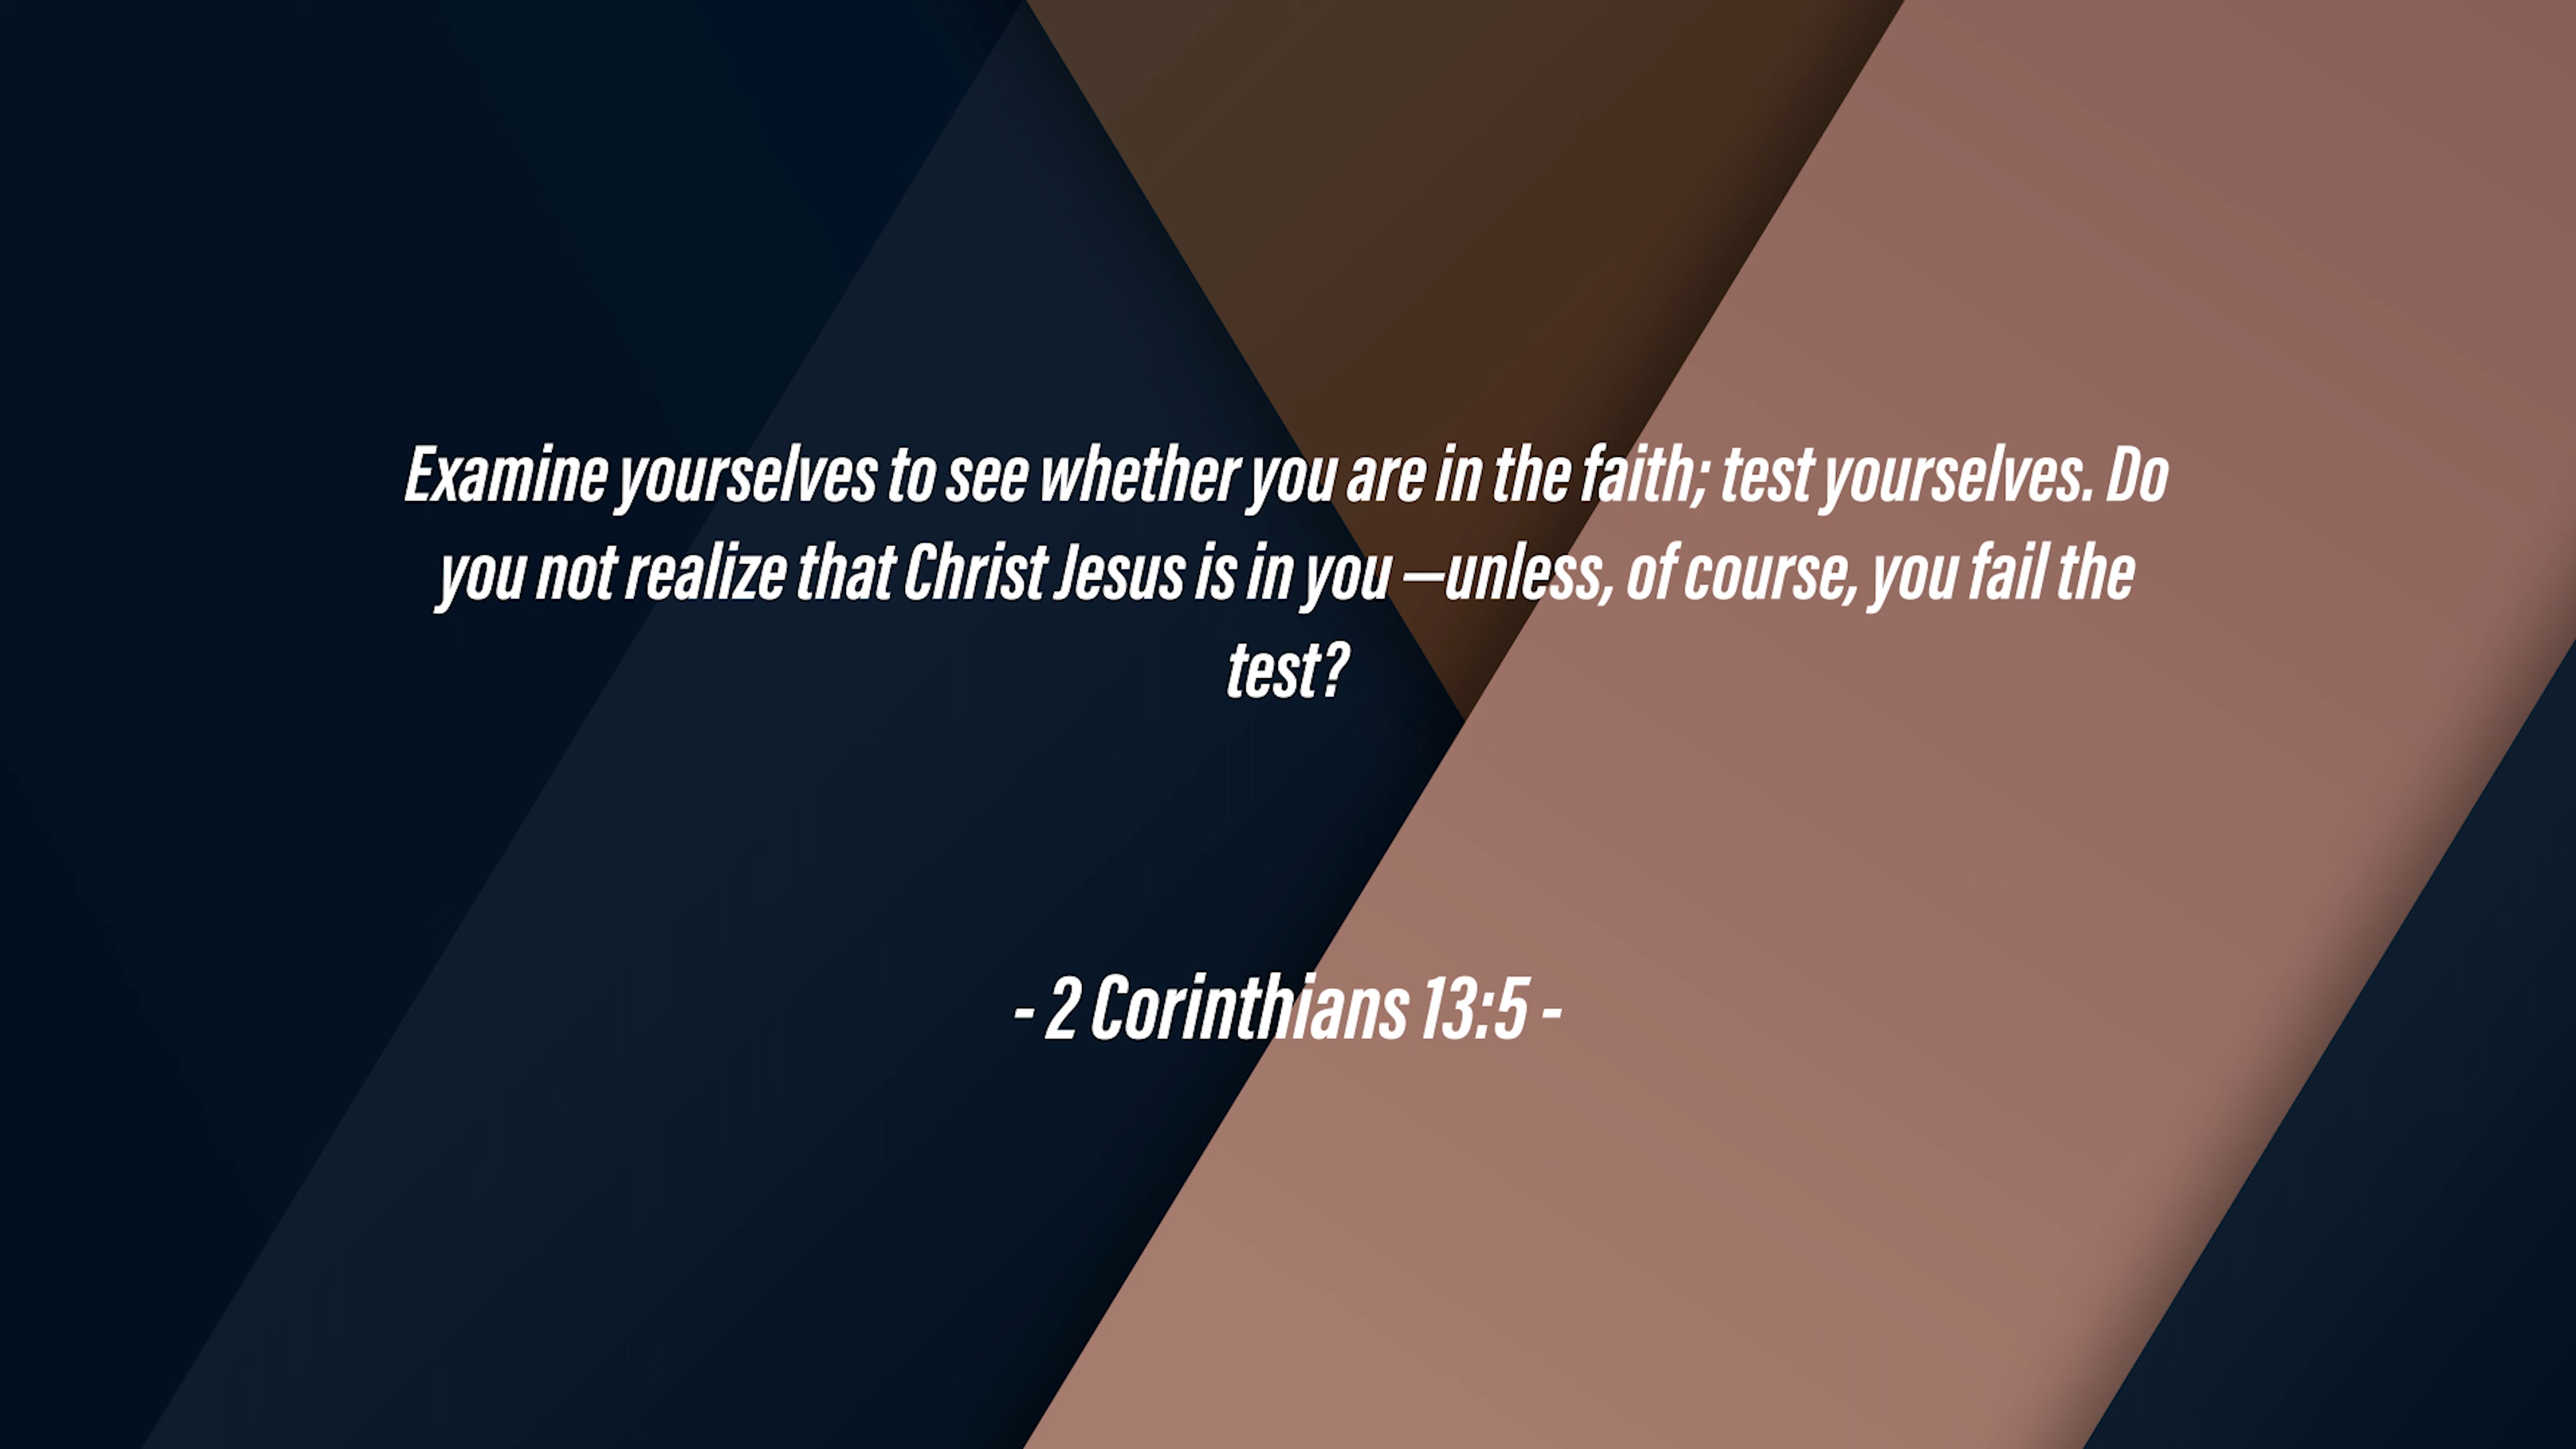 Examine yourselves to see whether you are in the faith; test yourselves. Do
you not realize that Christ Jesus is in you —unless, of course, you fail the
test?
- 2 Corinthians 13:5 -